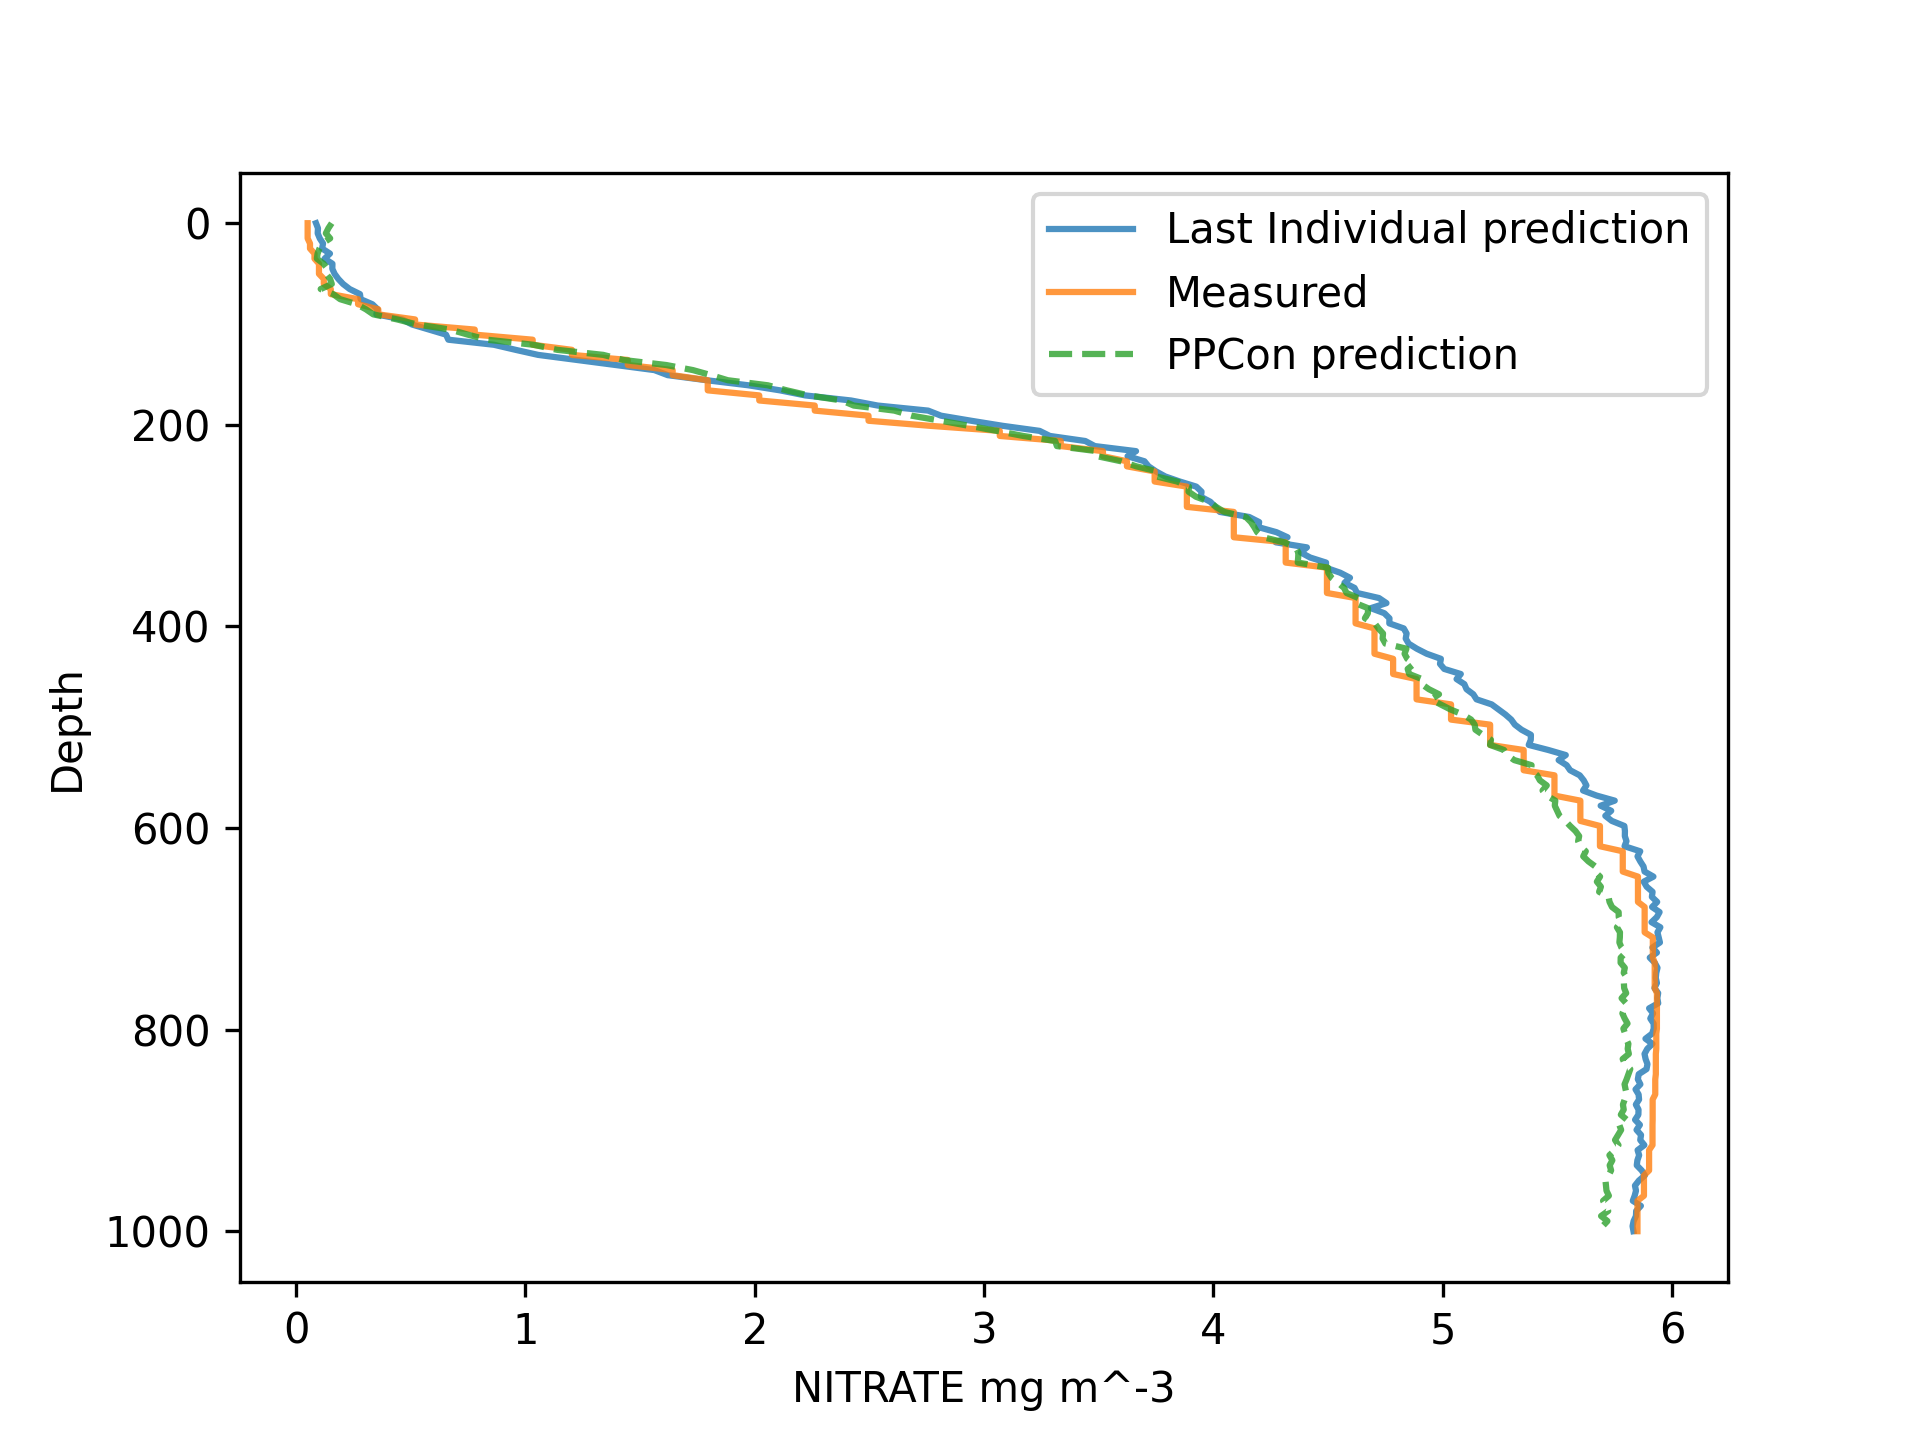 Last Individual prediction
Measured
PPCon prediction
0
200
400
600
800
1000
Depth
0 1 2 3 4 5 6
NITRATE mg m^-3